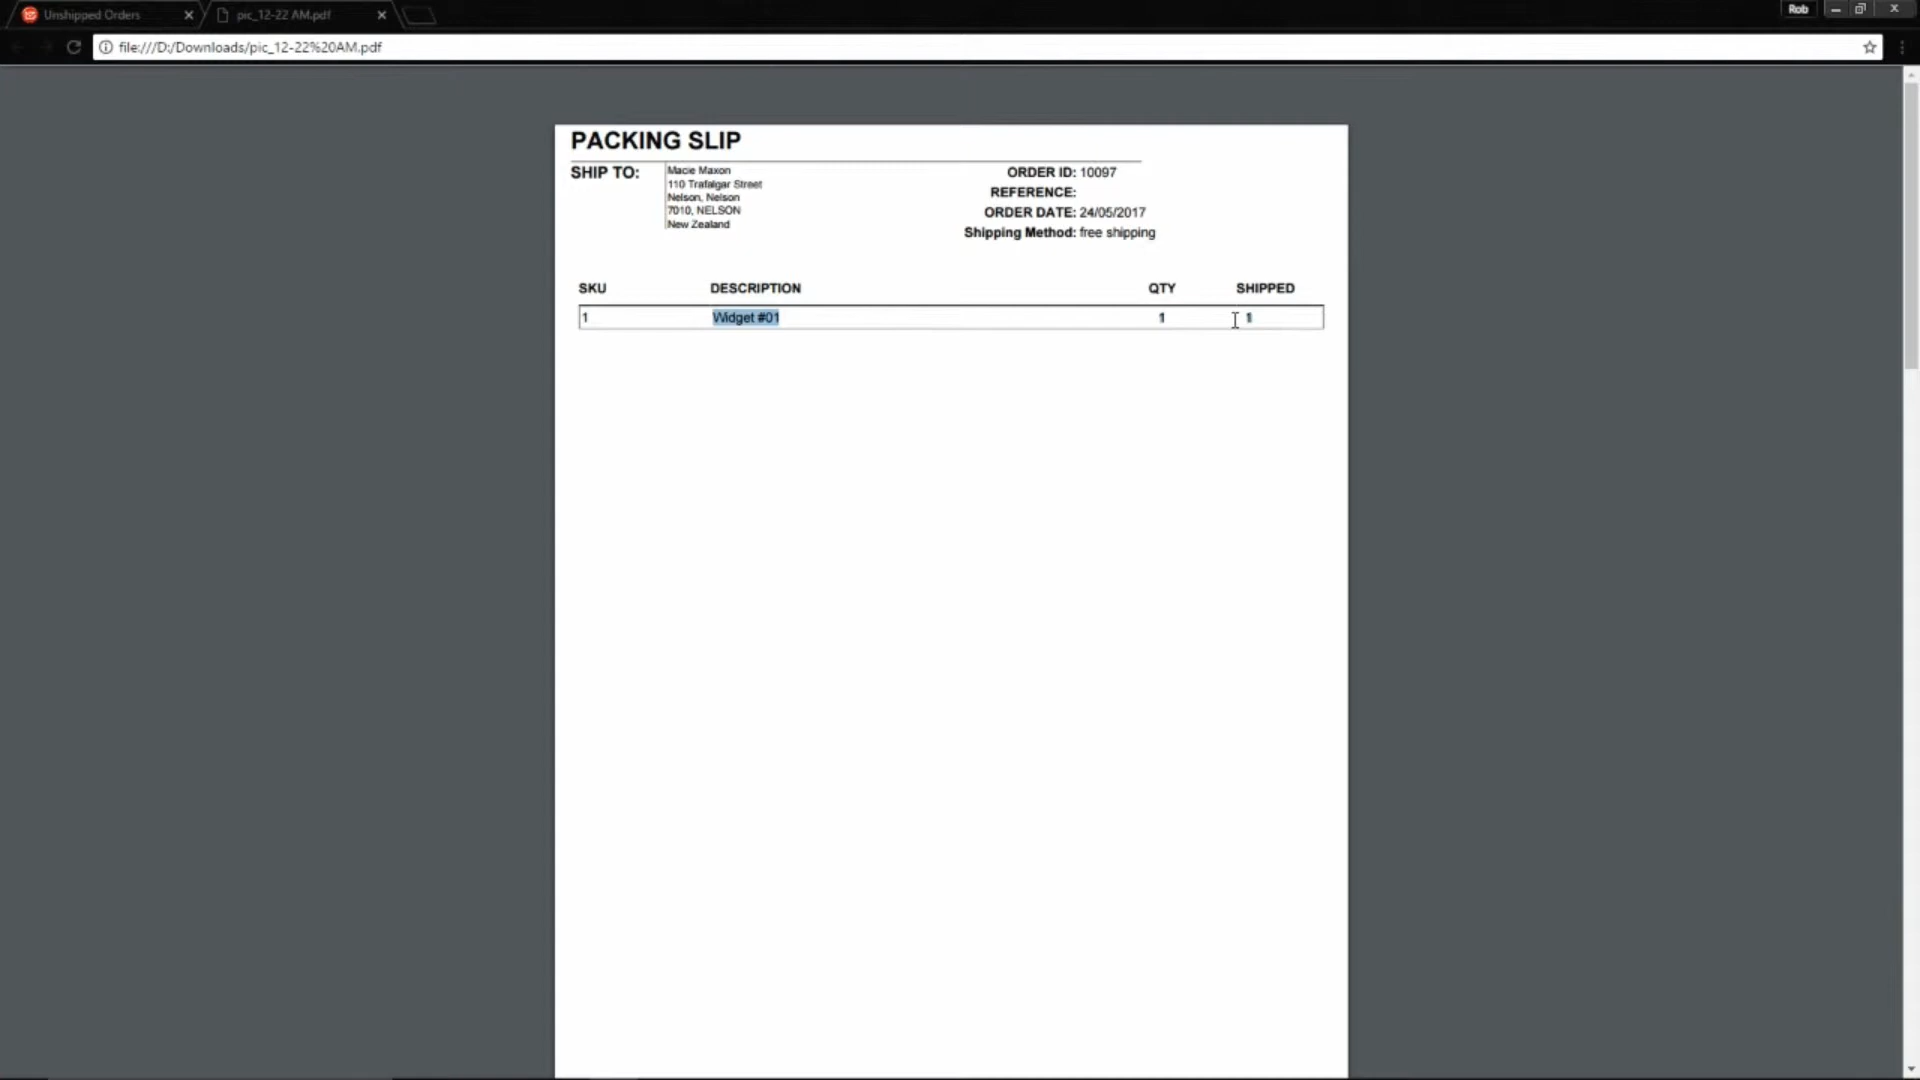 Unshipped Orders
pic_12-22 AM.pdf
Rob
file:///D:/Downloads/pic_12-22%20AM.pdf
PACKING SLIP
SHIP TO:
Macie Maxon
110 Trafalgar Street
Nelson, Nelson
7010, NELSON
New Zealand
ORDER ID: 10097
REFERENCE:
ORDER DATE: 24/05/2017
Shipping Method: free shipping
SKU DESCRIPTION QTY SHIPPED
1 Widget #01 1 1